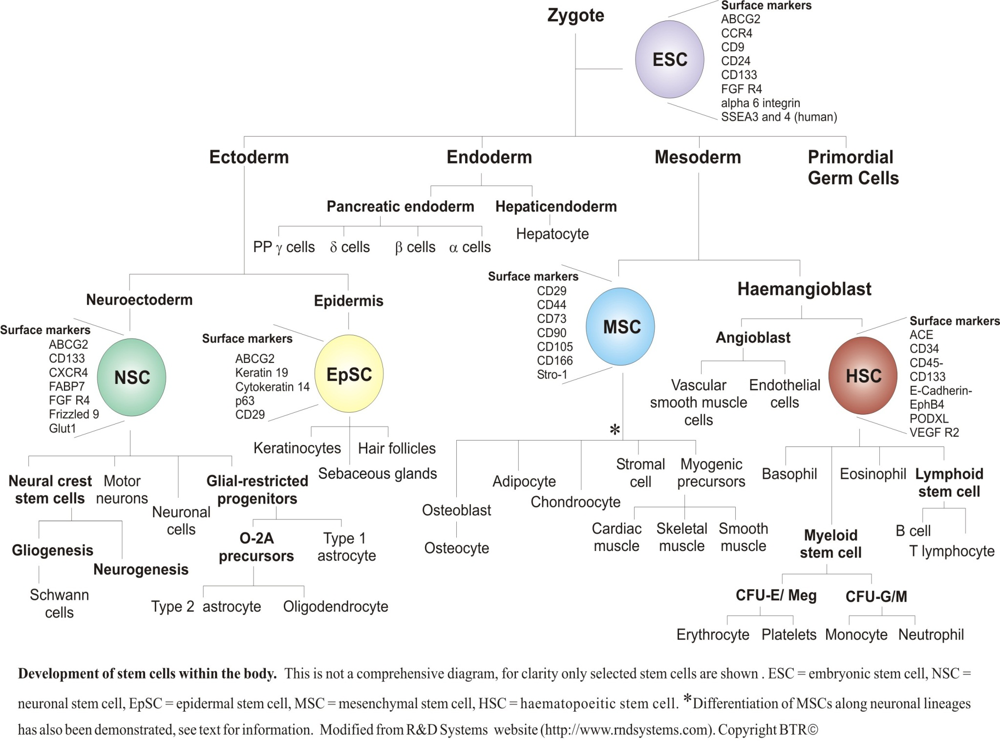 Zygote
ESC
Surface markers
ABCG2
CCR4
CD9
CD24
CD133
FGF R4
alpha 6 integrin
SSEA3 and 4 (human)
Ectoderm
Endoderm
Mesoderm
Primordial
Germ Cells
Pancreatic endoderm
Hepaticendoderm
PP γ cells
δ cells
β cells
α cells
Hepatocyte
Neuroectoderm
Epidermis
Surface markers
ABCG2
CD133
CXCR4
FABP7
FGF R4
Frizzled 9
Glut1
NSC
Surface markers
ABCG2
Keratin 19
Cytokeratin 14
p63
CD29
EpSC
Surface markers
CD29
CD44
CD73
CD90
CD105
CD166
Stro-1
MSC
Haemangioblast
Angioblast
Vascular
smooth muscle
cells
Endothelial
cells
HSC
Surface markers
ACE
CD34
CD45-
CD133
E-Cadherin-
EphB4
PODXL
VEGF R2
Neural crest
stem cells
Motor
neurons
Neuronal
cells
Glial-restricted
progenitors
Gliogenesis
Neurogenesis
Schwann
cells
O-2A
precursors
Type 1
astrocyte
Type 2 astrocyte
Oligodendrocyte
Keratinocytes
Hair follicles
Sebaceous glands
*
Osteoblast
Osteocyte
Adipocyte
Chondroocyte
Stromal
cell
Myogenic
precursors
Cardiac
muscle
Skeletal
muscle
Smooth
muscle
Basophil
Eosinophil
Lymphoid
stem cell
B cell
T lymphocyte
Myeloid
stem cell
CFU-E/ Meg
CFU-G/M
Erythrocyte
Platelets
Monocyte
Neutrophil
Development of stem cells within the body. This is not a comprehensive diagram, for clarity only selected stem cells are shown . ESC = embryonic stem cell, NSC =
neuronal stem cell, EpSC = epidermal stem cell, MSC = mesenchymal stem cell, HSC = haematopoeitic stem cell. *Differentiation of MSCs along neuronal lineages
has also been demonstrated, see text for information. Modified from R&D Systems website (http://www.rndsystems.com). Copyright BTR©